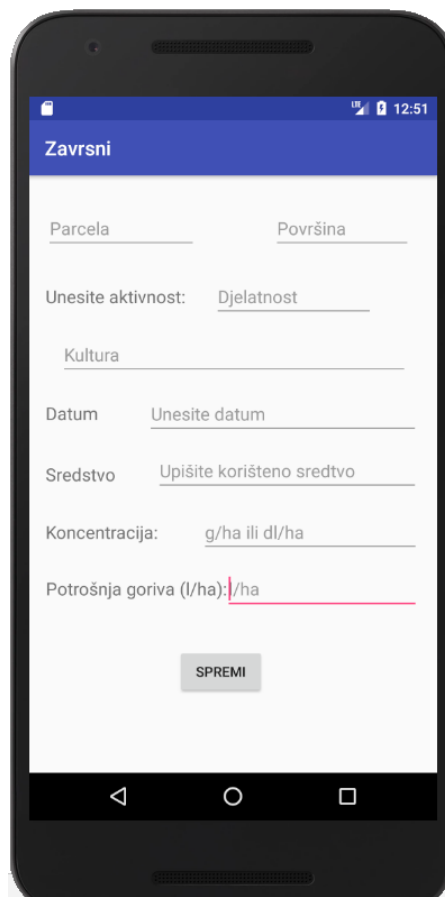 LTE 12:51
Zavrsni
Parcela Površina
Unesite aktivnost: Djelatnost
Kultura
Datum Unesite datum
Sredstvo Upišite korišteno sredtvo
Koncentracija: g/ha ili dl/ha
Potrošnja goriva (l/ha): l/ha
SPREMI